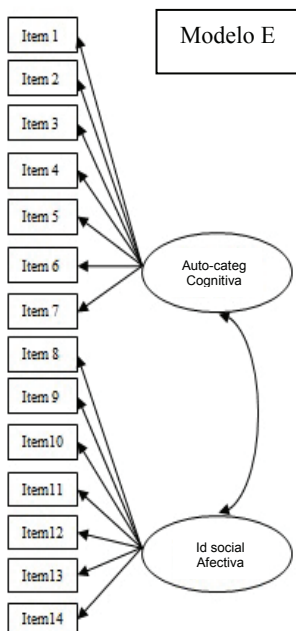 Modelo E
Item 1
Item 2
Item 3
Item 4
Item 5
Item 6
Item 7
Item 8
Item 9
Item10
Item11
Item12
Item13
Item14
Auto-categ
Cognitiva
Id social
Afectiva